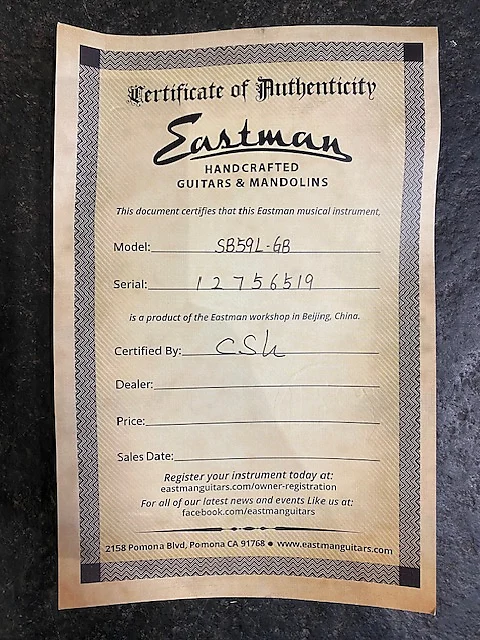 Certificate of Authenticity
Eastman
HANDCRAFTED
GUITARS & MANDOLINS
This document certifies that this Eastman musical instrument,
Model: SB59L-GB
Serial: 12756519
is a product of the Eastman workshop in Beijing, China.
Certified By: CSh
Dealer:
Price:
Sales Date:
Register your instrument today at:
eastmanguitars.com/owner-registration
For all of our latest news and events Like us at:
facebook.com/eastmanguitars
2158 Pomona Blvd, Pomona CA 91768 ● www.eastmanguitars.com